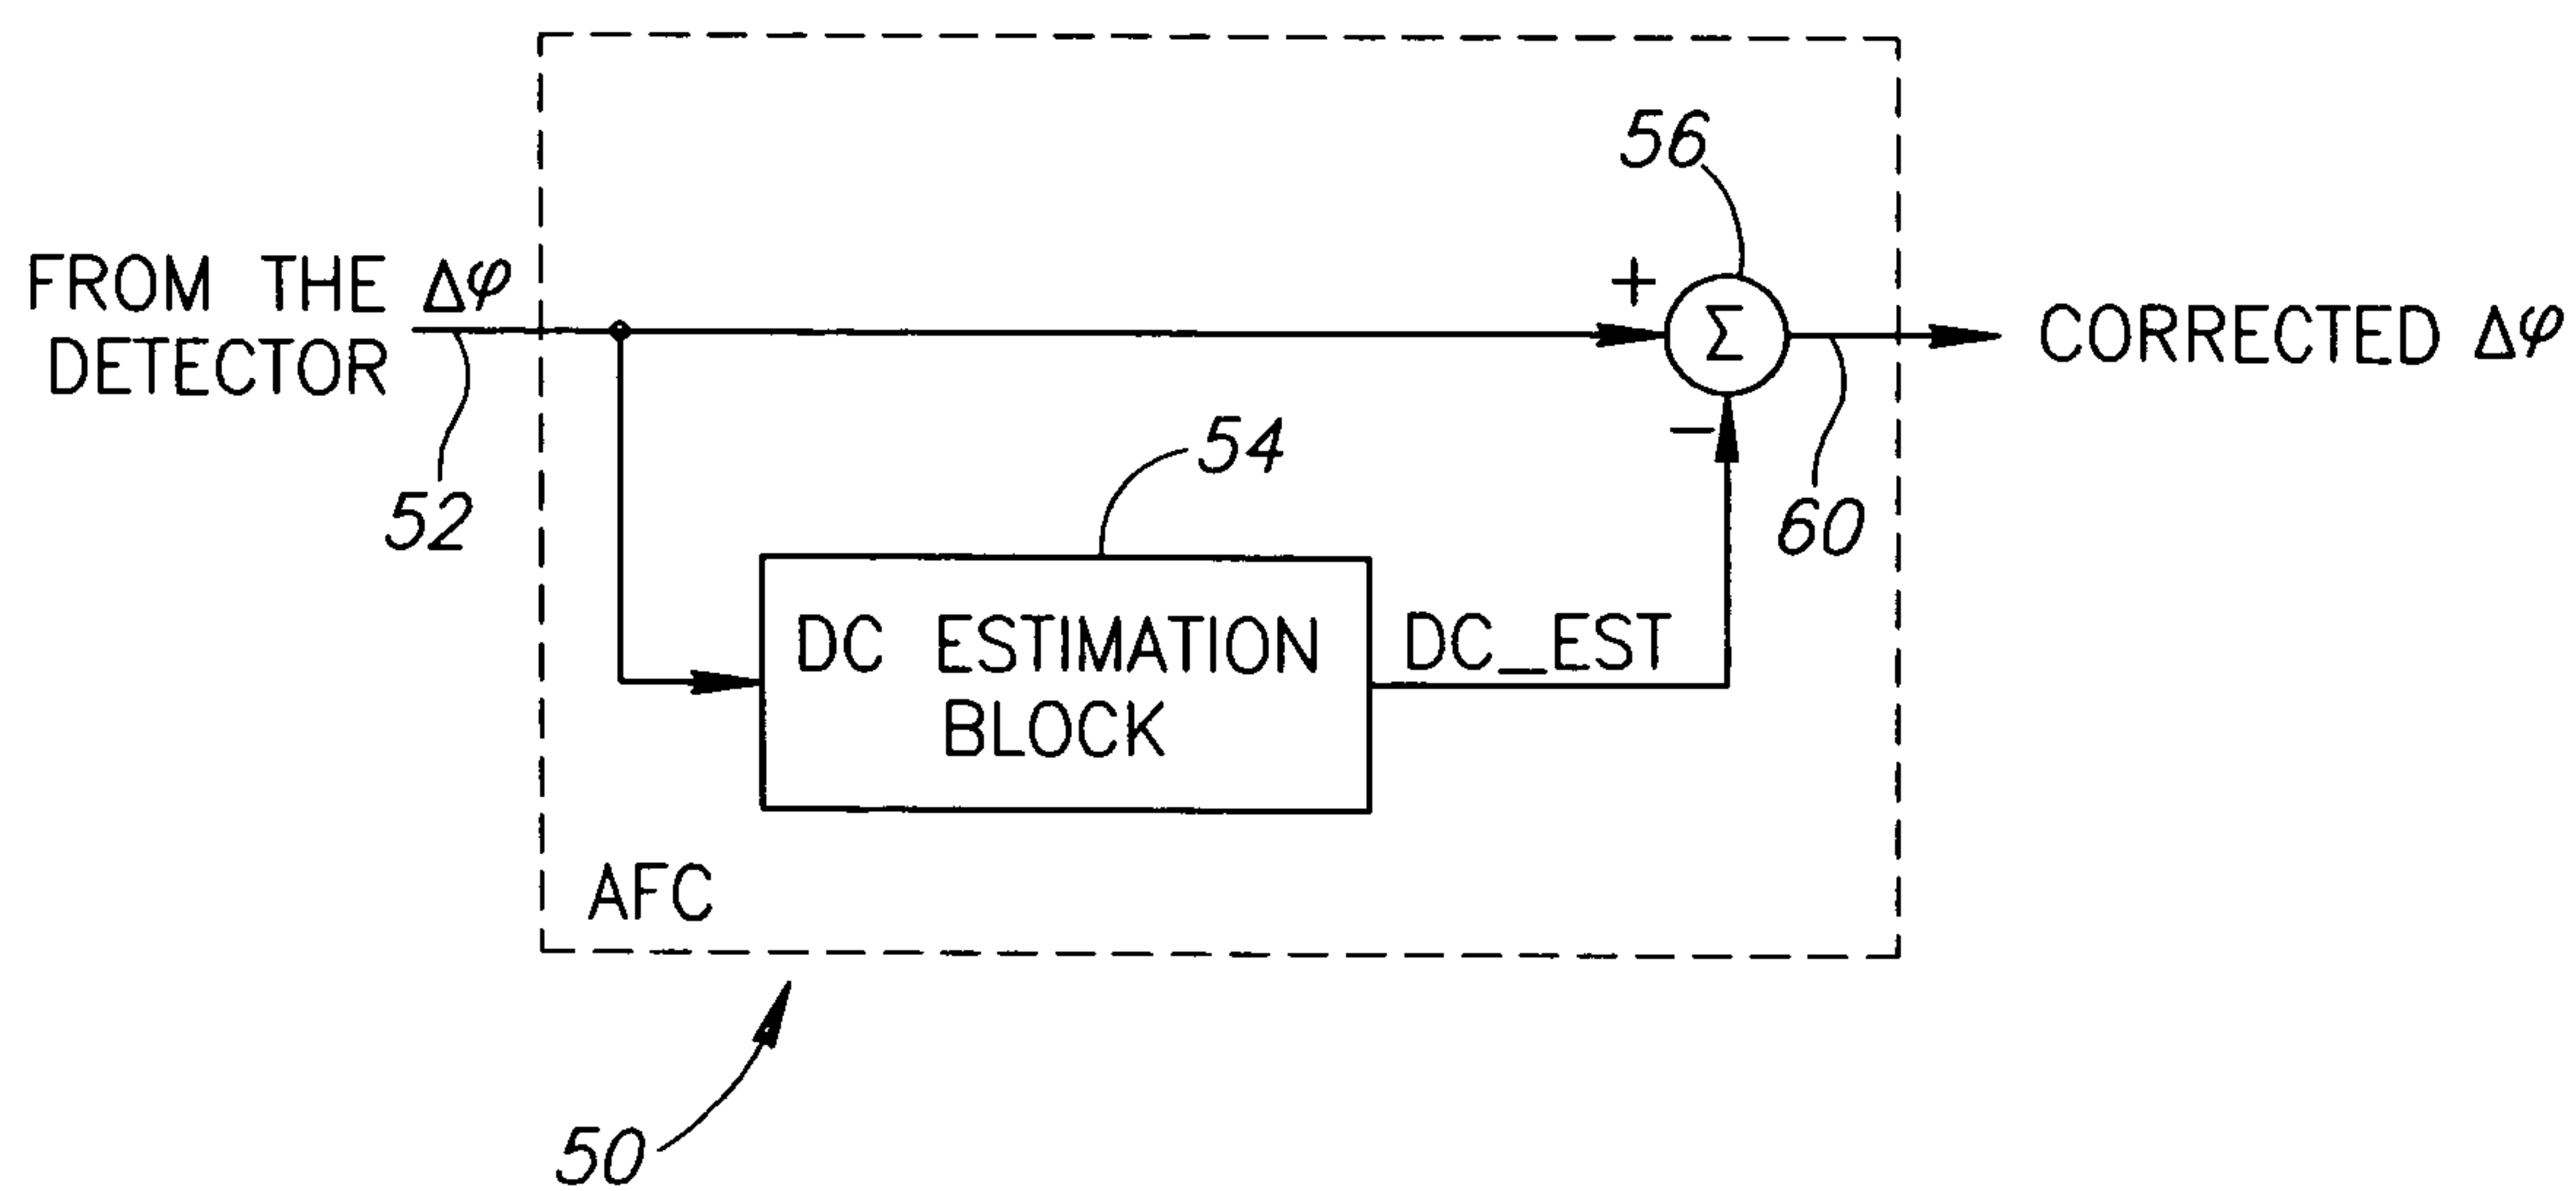 56
+
FROM THE Δφ
DETECTOR
Σ
CORRECTED Δφ
−
52
54
60
DC ESTIMATION
BLOCK
DC_EST
AFC
50